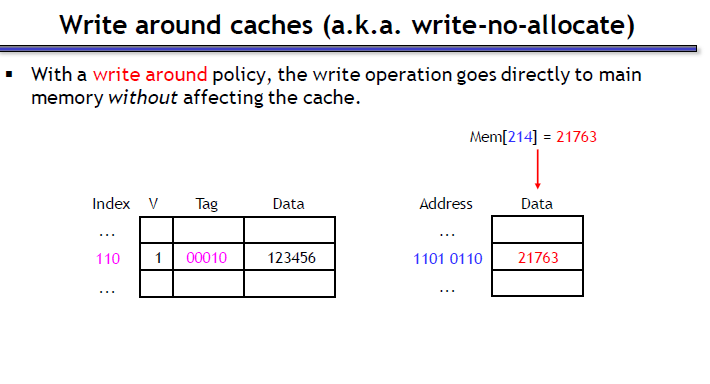 Write around caches (a.k.a. write-no-allocate)
▪ With a write around policy, the write operation goes directly to main
memory without affecting the cache.
Mem[214] = 21763
Index V Tag Data Address Data
... ...
110 1 00010 123456 1101 0110 21763
... ...